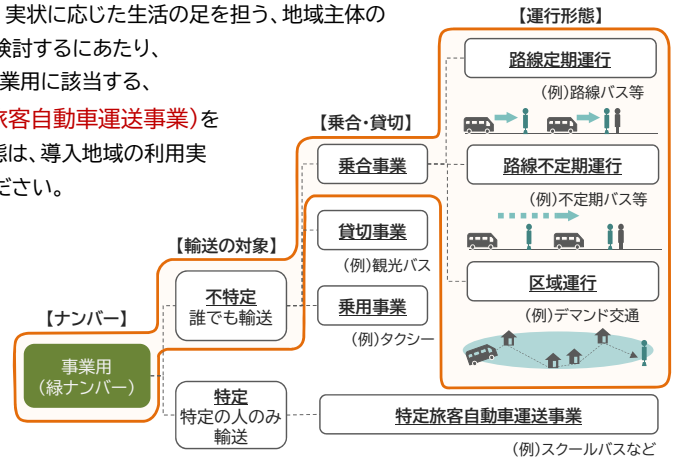 実状に応じた生活の足を担う、地域主体の
検討するにあたり、
業用に該当する、
旅客自動車運送事業)を
態は、導入地域の利用実
ださい。
【運行形態】
路線定期運行
(例)路線バス等
【乗合・貸切】
乗合事業
路線不定期運行
(例)不定期バス等
貸切事業
(例)観光バス
【輸送の対象】
区域運行
(例)デマンド交通
不特定
誰でも輸送
乗用事業
(例)タクシー
【ナンバー】
事業用
(緑ナンバー)
特定
特定の人のみ
輸送
特定旅客自動車運送事業
(例)スクールバスなど